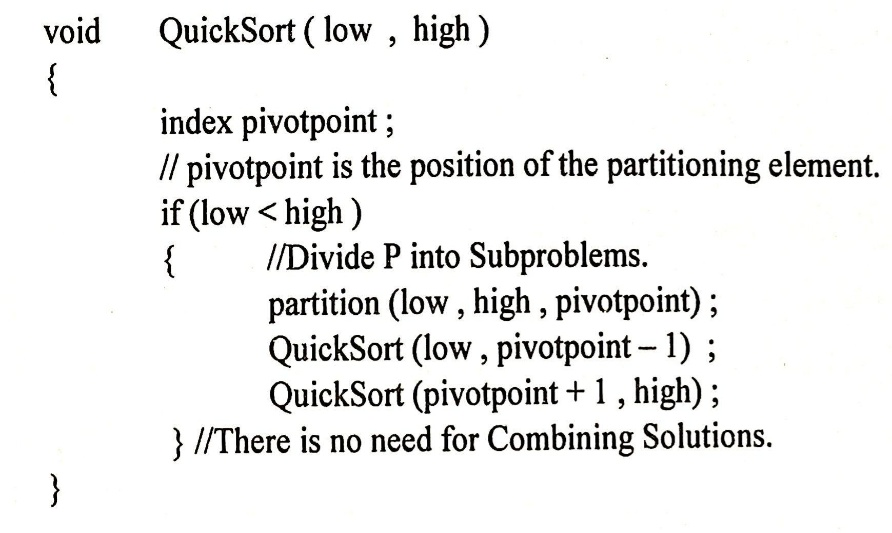 void QuickSort ( low , high )
{
index pivotpoint ;
// pivotpoint is the position of the partitioning element.
if (low < high )
{ //Divide P into Subproblems.
partition (low , high , pivotpoint) ;
QuickSort (low , pivotpoint – 1) ;
QuickSort (pivotpoint + 1 , high) ;
} //There is no need for Combining Solutions.
}